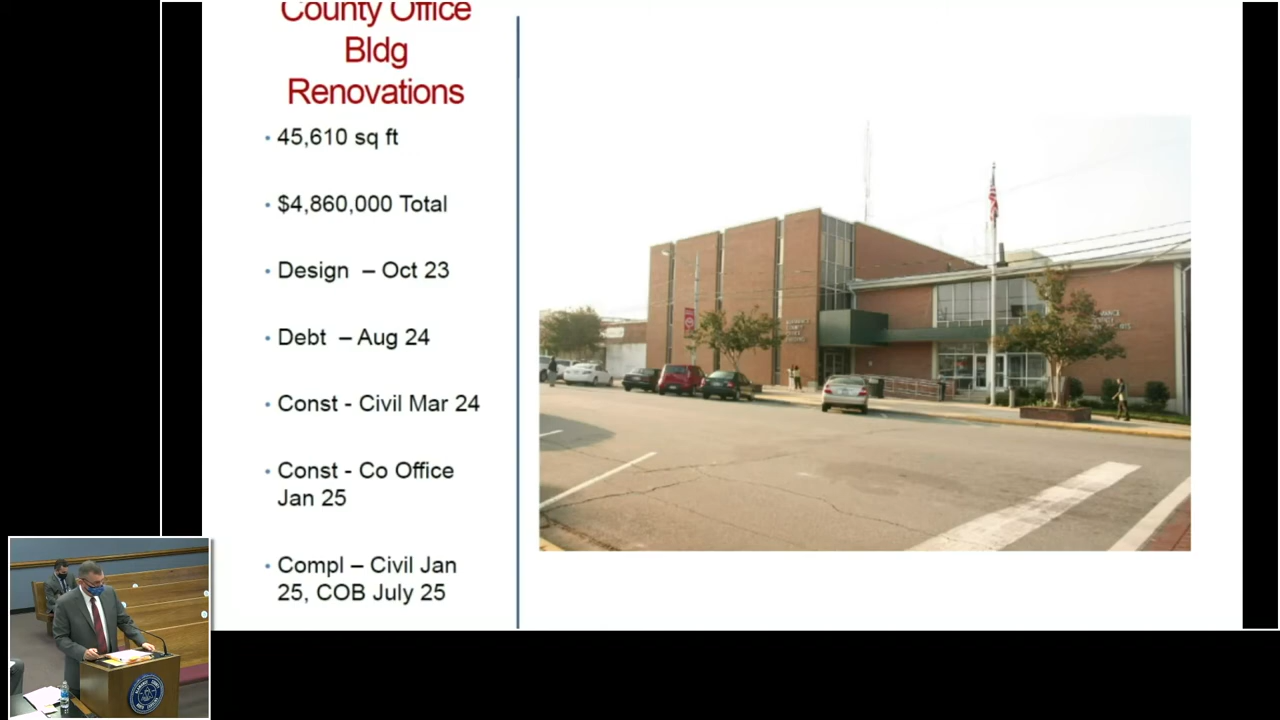 County Office
Bldg
Renovations
• 45,610 sq ft
• $4,860,000 Total
• Design – Oct 23
• Debt – Aug 24
• Const - Civil Mar 24
• Const - Co Office
Jan 25
• Compl – Civil Jan
25, COB July 25